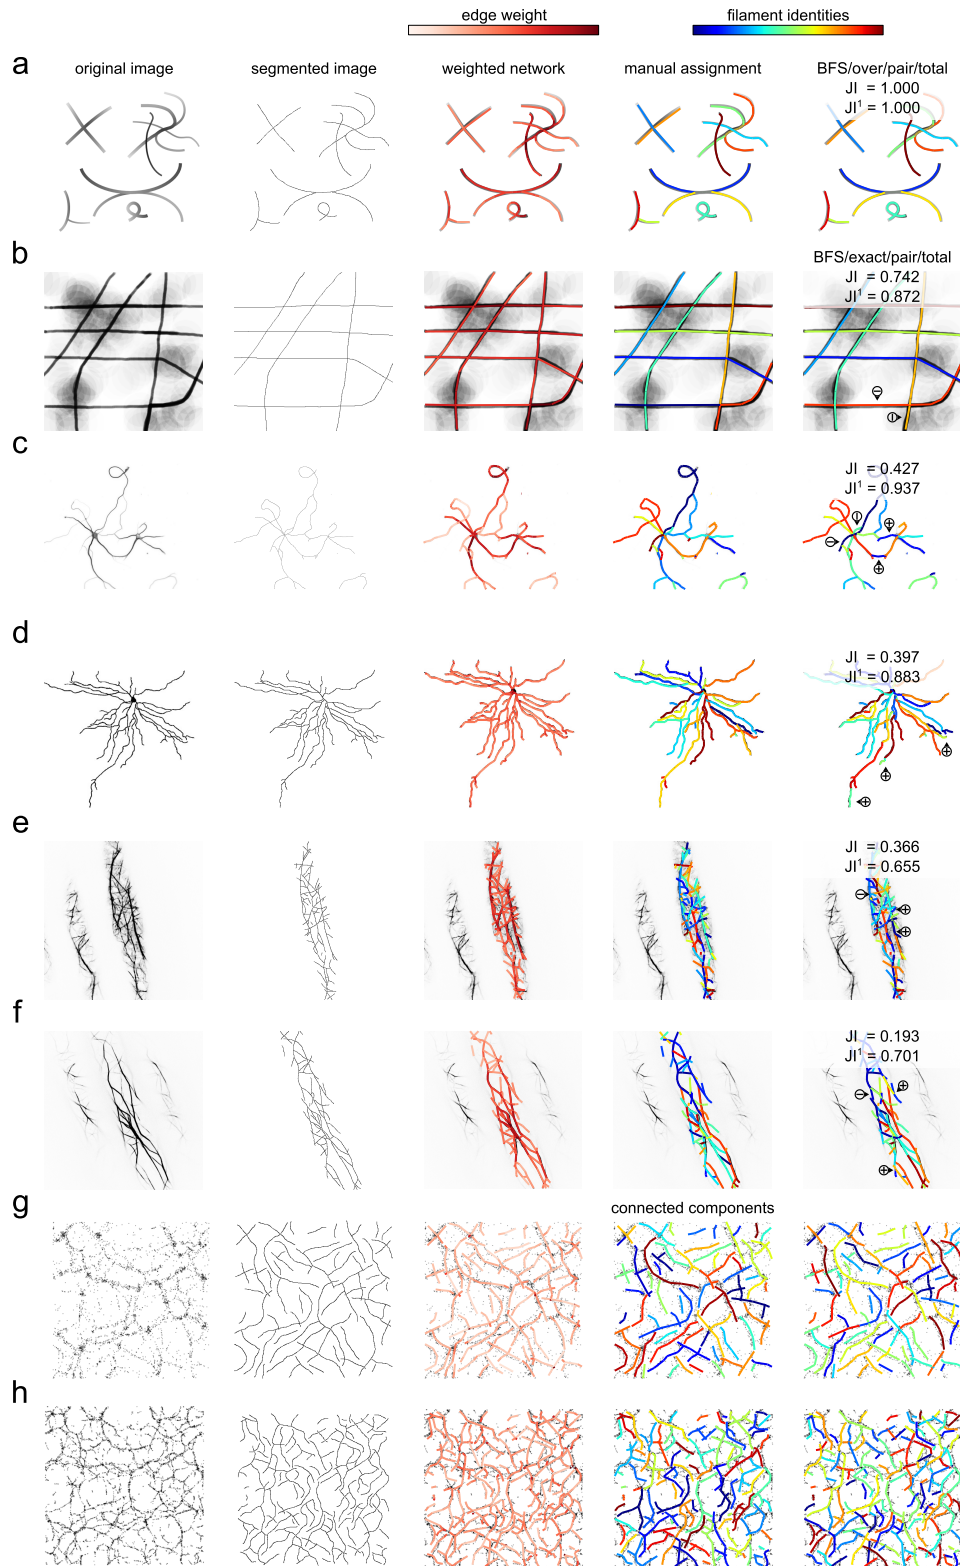 edge weight
filament identities
a
original image
segmented image
weighted network
manual assignment
BFS/over/pair/total
JI = 1.000
JI¹ = 1.000
b
BFS/exact/pair/total
JI = 0.742
JI¹ = 0.872
c
JI = 0.427
JI¹ = 0.937
d
JI = 0.397
JI¹ = 0.883
e
JI = 0.366
JI¹ = 0.655
f
JI = 0.193
JI¹ = 0.701
g
connected components
h